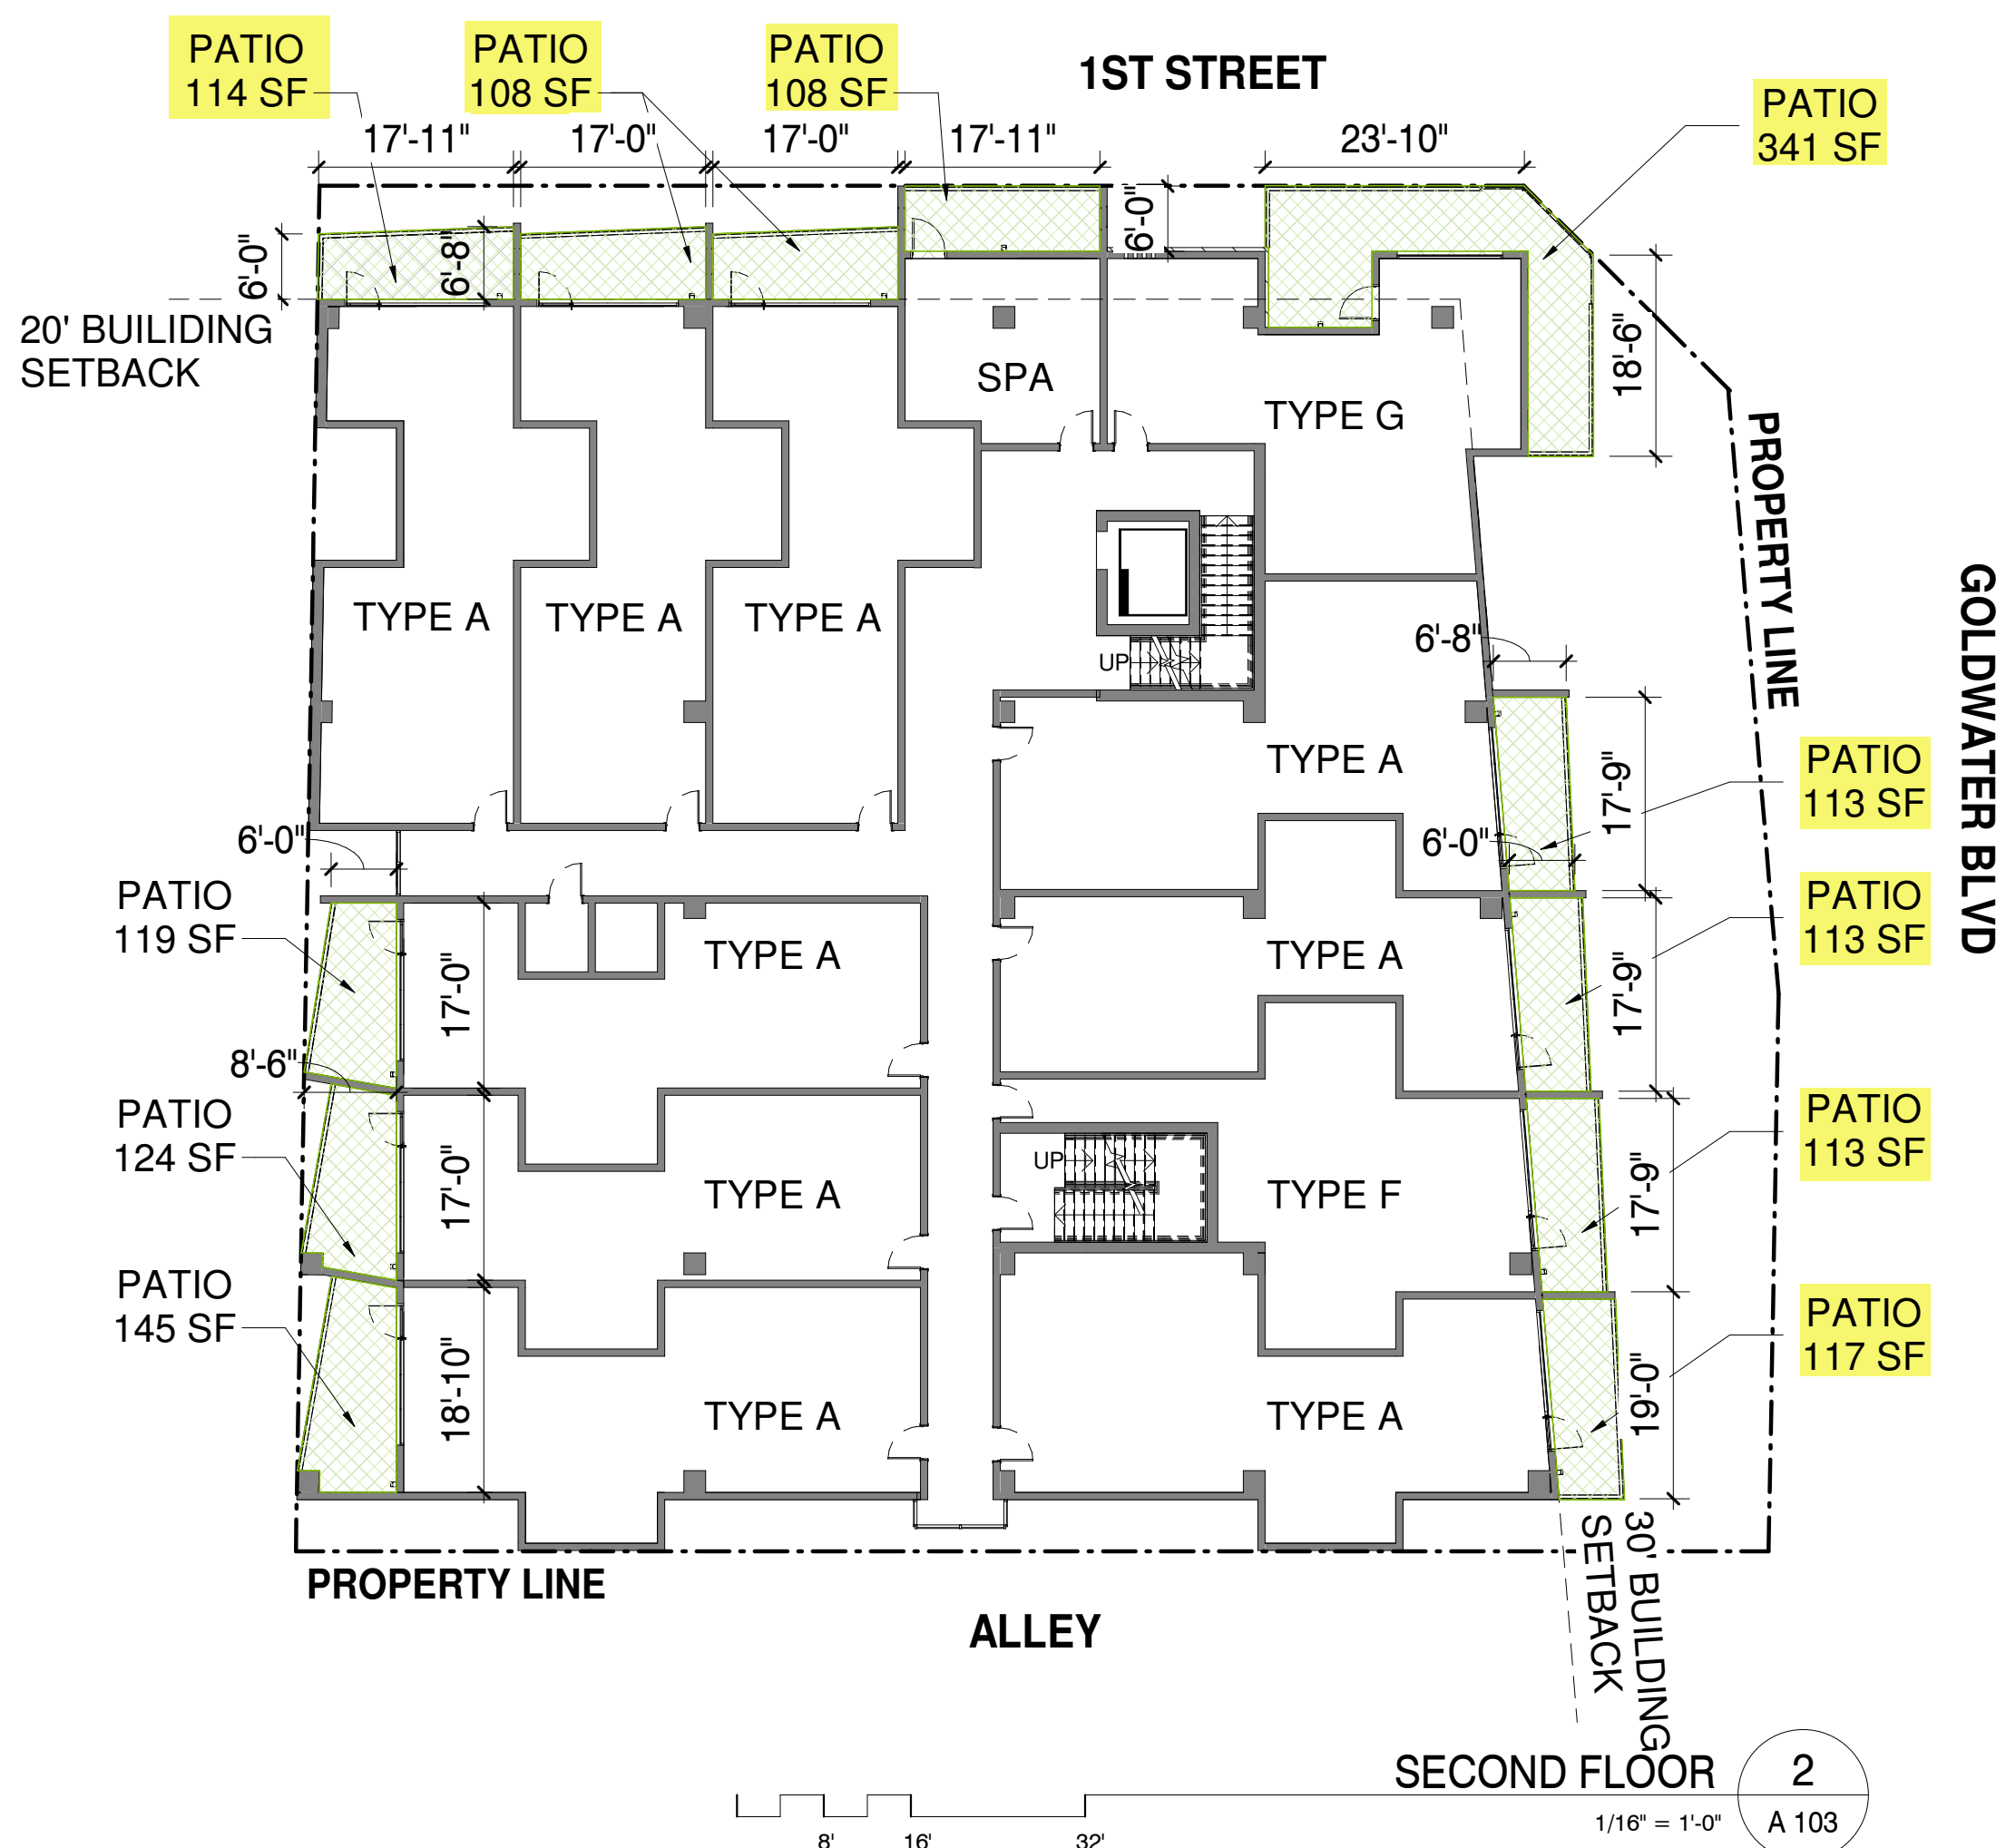 PATIO
114 SF
PATIO
108 SF
PATIO
108 SF
1ST STREET
PATIO
341 SF
17'-11"
17'-0"
17'-0"
17'-11"
23'-10"
6'-0"
6'-8"
6'-0"
18'-9"
20' BUILIDING
SETBACK
SPA
TYPE G
PROPERTY LINE
GOLDWATER BLVD
TYPE A
TYPE A
TYPE A
UP
6'-8"
TYPE A
17'-9"
PATIO
113 SF
6'-0"
6'-0"
PATIO
119 SF
17'-0"
TYPE A
TYPE A
17'-9"
PATIO
113 SF
8'-6"
PATIO
124 SF
17'-0"
TYPE A
UP
TYPE F
17'-9"
PATIO
113 SF
PATIO
145 SF
18'-10"
TYPE A
TYPE A
19'-0"
PATIO
117 SF
30' BUILDING
SETBACK
PROPERTY LINE
ALLEY
SECOND FLOOR
2
1/16" = 1'-0"
A 103
8'
16'
32'